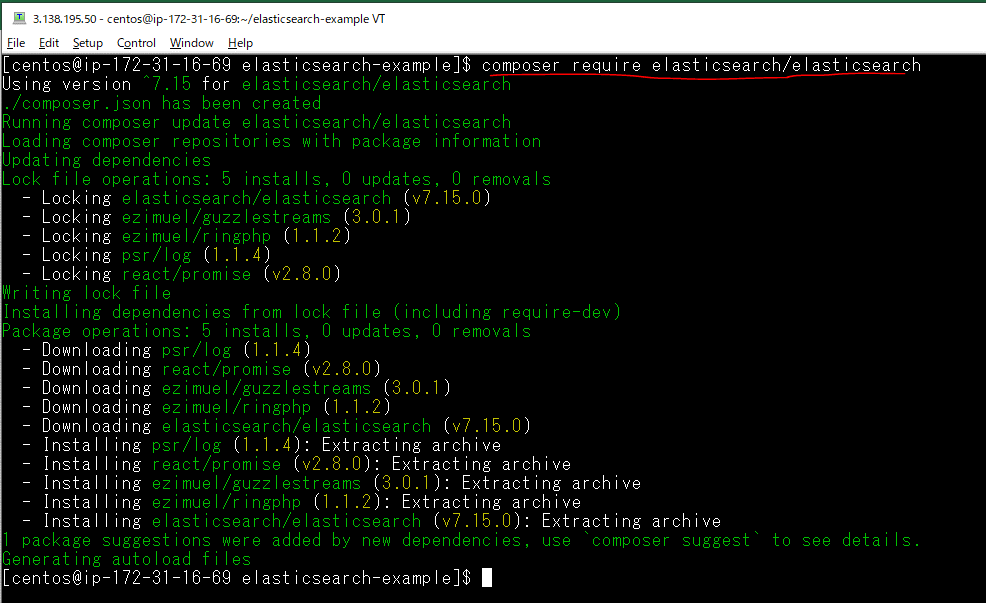 3.138.195.50 - centos@ip-172-31-16-69:~/elasticsearch-example VT
File Edit Setup Control Window Help
[centos@ip-172-31-16-69 elasticsearch-example]$ composer require elasticsearch/elasticsearch
Using version ^7.15 for elasticsearch/elasticsearch
./composer.json has been created
Running composer update elasticsearch/elasticsearch
Loading composer repositories with package information
Updating dependencies
Lock file operations: 5 installs, 0 updates, 0 removals
  - Locking elasticsearch/elasticsearch (v7.15.0)
  - Locking ezimuel/guzzlestreams (3.0.1)
  - Locking ezimuel/ringphp (1.1.2)
  - Locking psr/log (1.1.4)
  - Locking react/promise (v2.8.0)
Writing lock file
Installing dependencies from lock file (including require-dev)
Package operations: 5 installs, 0 updates, 0 removals
  - Downloading psr/log (1.1.4)
  - Downloading react/promise (v2.8.0)
  - Downloading ezimuel/guzzlestreams (3.0.1)
  - Downloading ezimuel/ringphp (1.1.2)
  - Downloading elasticsearch/elasticsearch (v7.15.0)
  - Installing psr/log (1.1.4): Extracting archive
  - Installing react/promise (v2.8.0): Extracting archive
  - Installing ezimuel/guzzlestreams (3.0.1): Extracting archive
  - Installing ezimuel/ringphp (1.1.2): Extracting archive
  - Installing elasticsearch/elasticsearch (v7.15.0): Extracting archive
1 package suggestions were added by new dependencies, use `composer suggest` to see details.
Generating autoload files
[centos@ip-172-31-16-69 elasticsearch-example]$